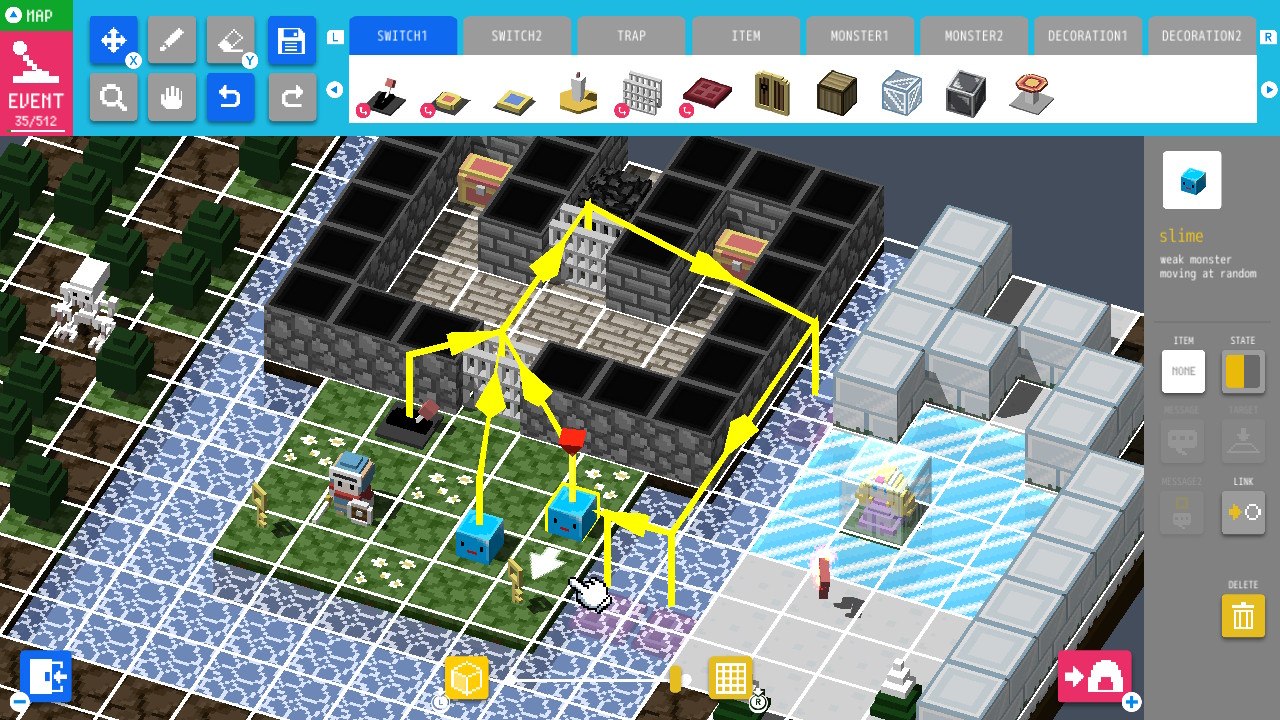 MAP
EVENT
35/512
X
Y
L
SWITCH1
SWITCH2
TRAP
ITEM
MONSTER1
MONSTER2
DECORATION1
DECORATION2
R
slime
weak monster
moving at random
ITEM
STATE
NONE
MESSAGE
TARGET
MESSAGE2
LINK
DELETE
L
R